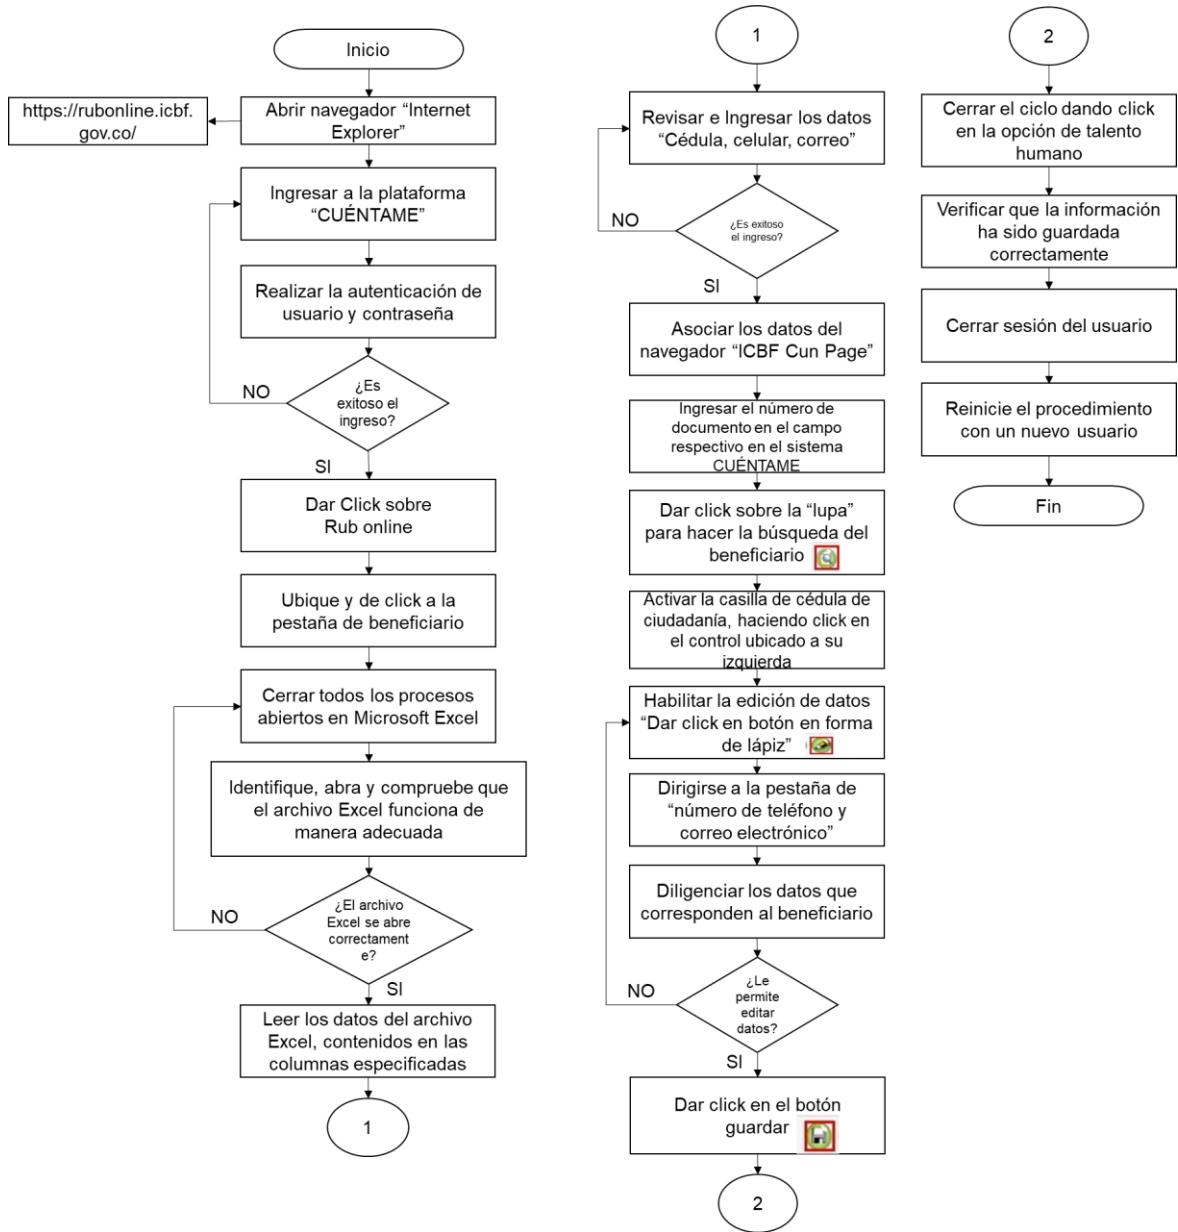 Inicio
https://rubonline.icbf.
gov.co/
Abrir navegador “Internet
Explorer”
Ingresar a la plataforma
“CUÉNTAME”
Realizar la autenticación de
usuario y contraseña
¿Es
exitoso el
ingreso?
NO
SI
Dar Click sobre
Rub online
Ubique y de click a la
pestaña de beneficiario
Cerrar todos los procesos
abiertos en Microsoft Excel
Identifique, abra y compruebe que
el archivo Excel funciona de
manera adecuada
¿El archivo
Excel se abre
correctament
e?
NO
SI
Leer los datos del archivo
Excel, contenidos en las
columnas especificadas
1
1
Revisar e Ingresar los datos
“Cédula, celular, correo”
¿Es exitoso
el ingreso?
NO
SI
Asociar los datos del
navegador “ICBF Cun Page”
Ingresar el número de
documento en el campo
respectivo en el sistema
CUÉNTAME
Dar click sobre la “lupa”
para hacer la búsqueda del
beneficiario
Activar la casilla de cédula de
ciudadanía, haciendo click en
el control ubicado a su
izquierda
Habilitar la edición de datos
“Dar click en botón en forma
de lápiz”
Dirigirse a la pestaña de
“número de teléfono y
correo electrónico”
Diligenciar los datos que
corresponden al beneficiario
¿Le
permite
editar
datos?
NO
SI
Dar click en el botón
guardar
2
2
Cerrar el ciclo dando click
en la opción de talento
humano
Verificar que la información
ha sido guardada
correctamente
Cerrar sesión del usuario
Reinicie el procedimiento
con un nuevo usuario
Fin